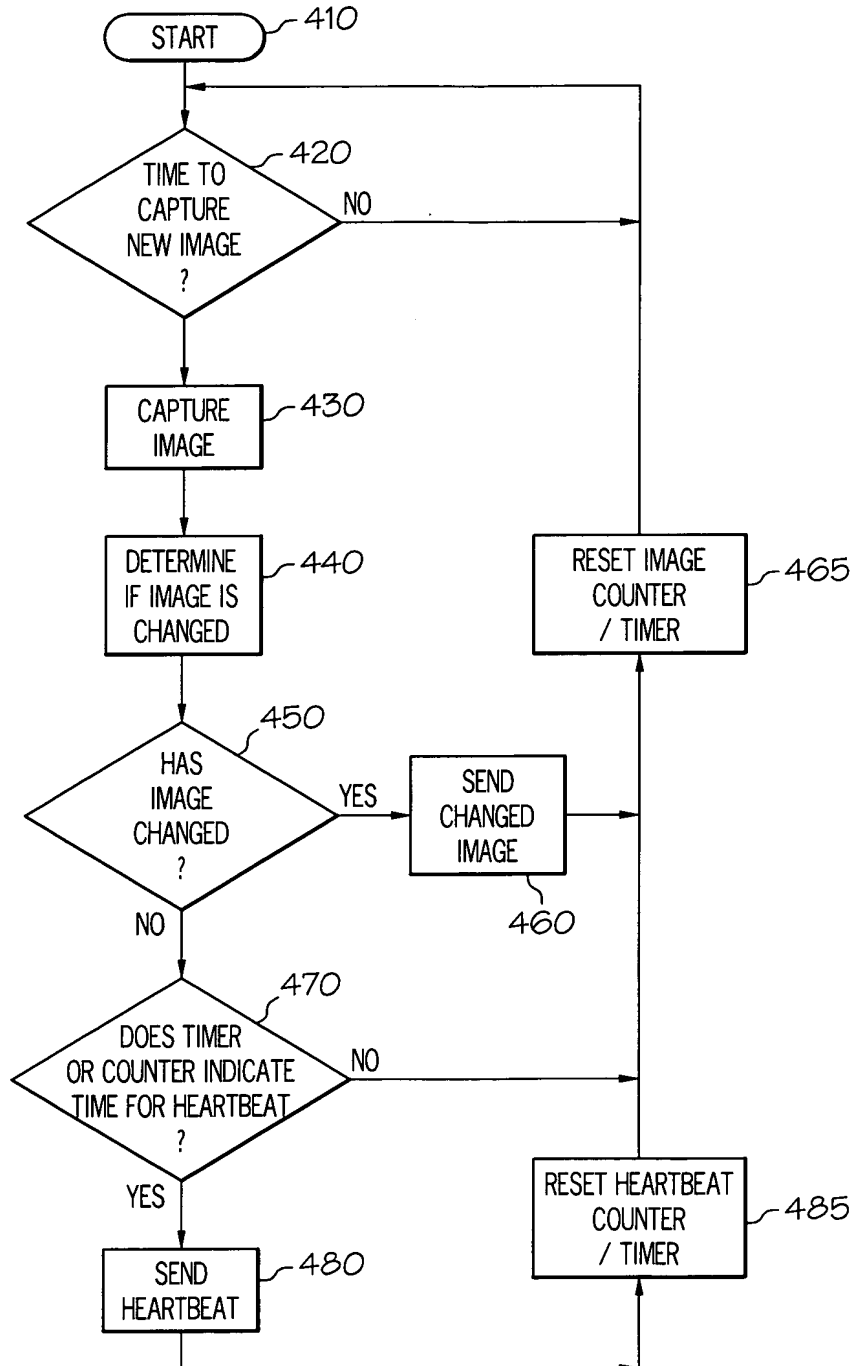 START
410
TIME TO
CAPTURE
NEW IMAGE
?
420
NO
CAPTURE
IMAGE
430
DETERMINE
IF IMAGE IS
CHANGED
440
RESET IMAGE
COUNTER
/ TIMER
465
HAS
IMAGE
CHANGED
?
450
YES
SEND
CHANGED
IMAGE
460
NO
DOES TIMER
OR COUNTER INDICATE
TIME FOR HEARTBEAT
?
470
NO
YES
RESET HEARTBEAT
COUNTER
/ TIMER
485
SEND
HEARTBEAT
480